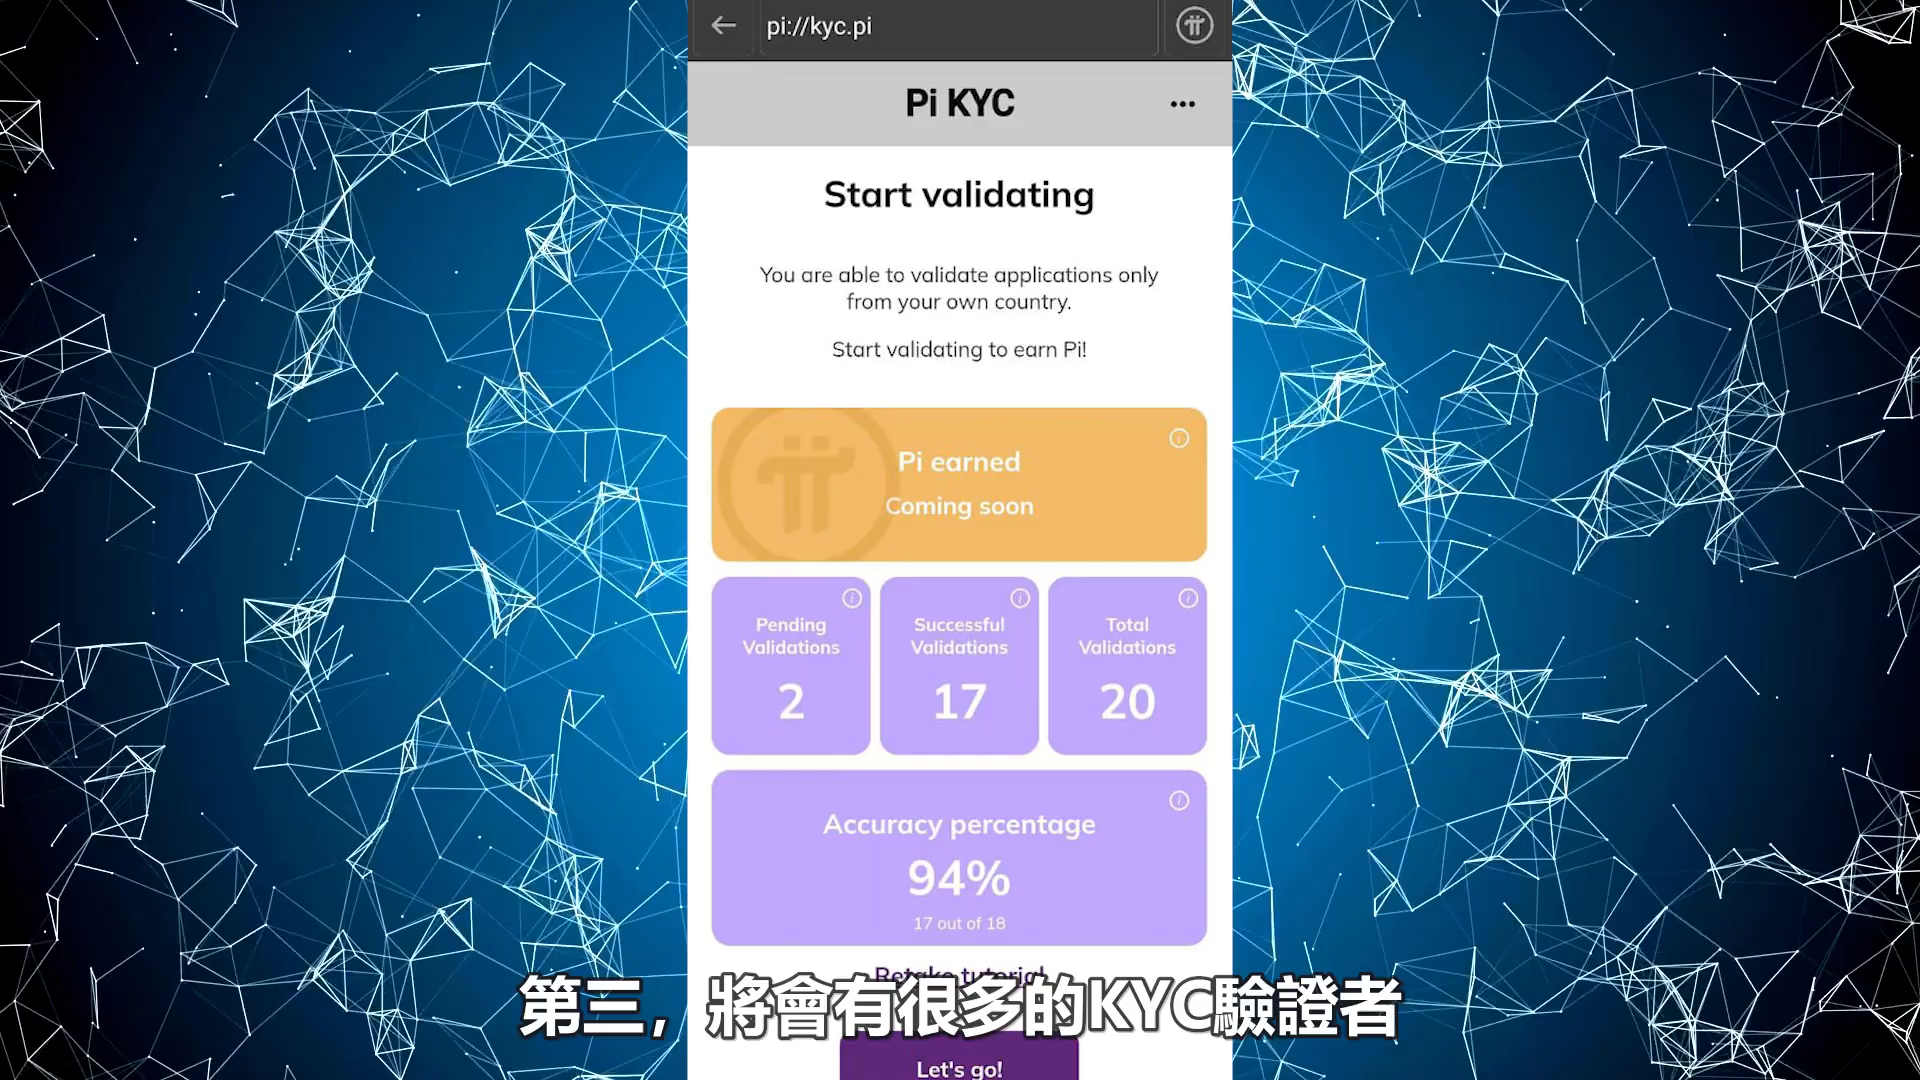 pi://kyc.pi
Pi KYC
Start validating
You are able to validate applications only
from your own country.
Start validating to earn Pi!
Pi earned
Coming soon
Pending
Validations
2
Successful
Validations
17
Total
Validations
20
Accuracy percentage
94%
17 out of 18
Retake tutorial
第三，將會有很多的KYC驗證者
Let's go!